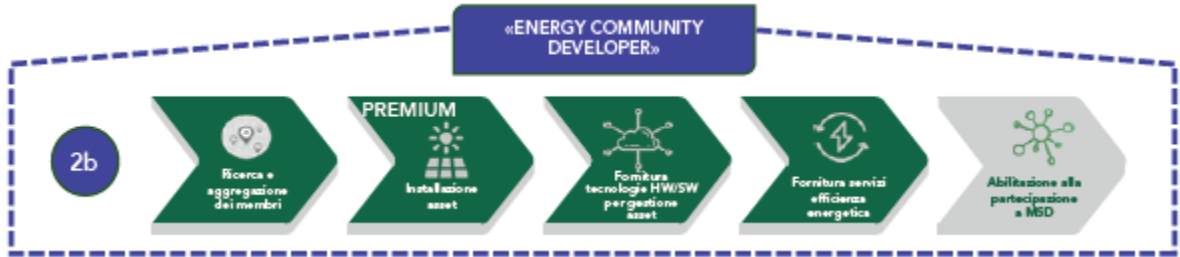 «ENERGY COMMUNITY
DEVELOPER»
2b
Ricerca e
aggregazione
dei membri
PREMIUM
Installazione
asset
Fornitura
tecnologie HW/SW
per gestione
asset
Fornitura servizi
efficienza
energetica
Abilitazione alla
partecipazione
a MSD